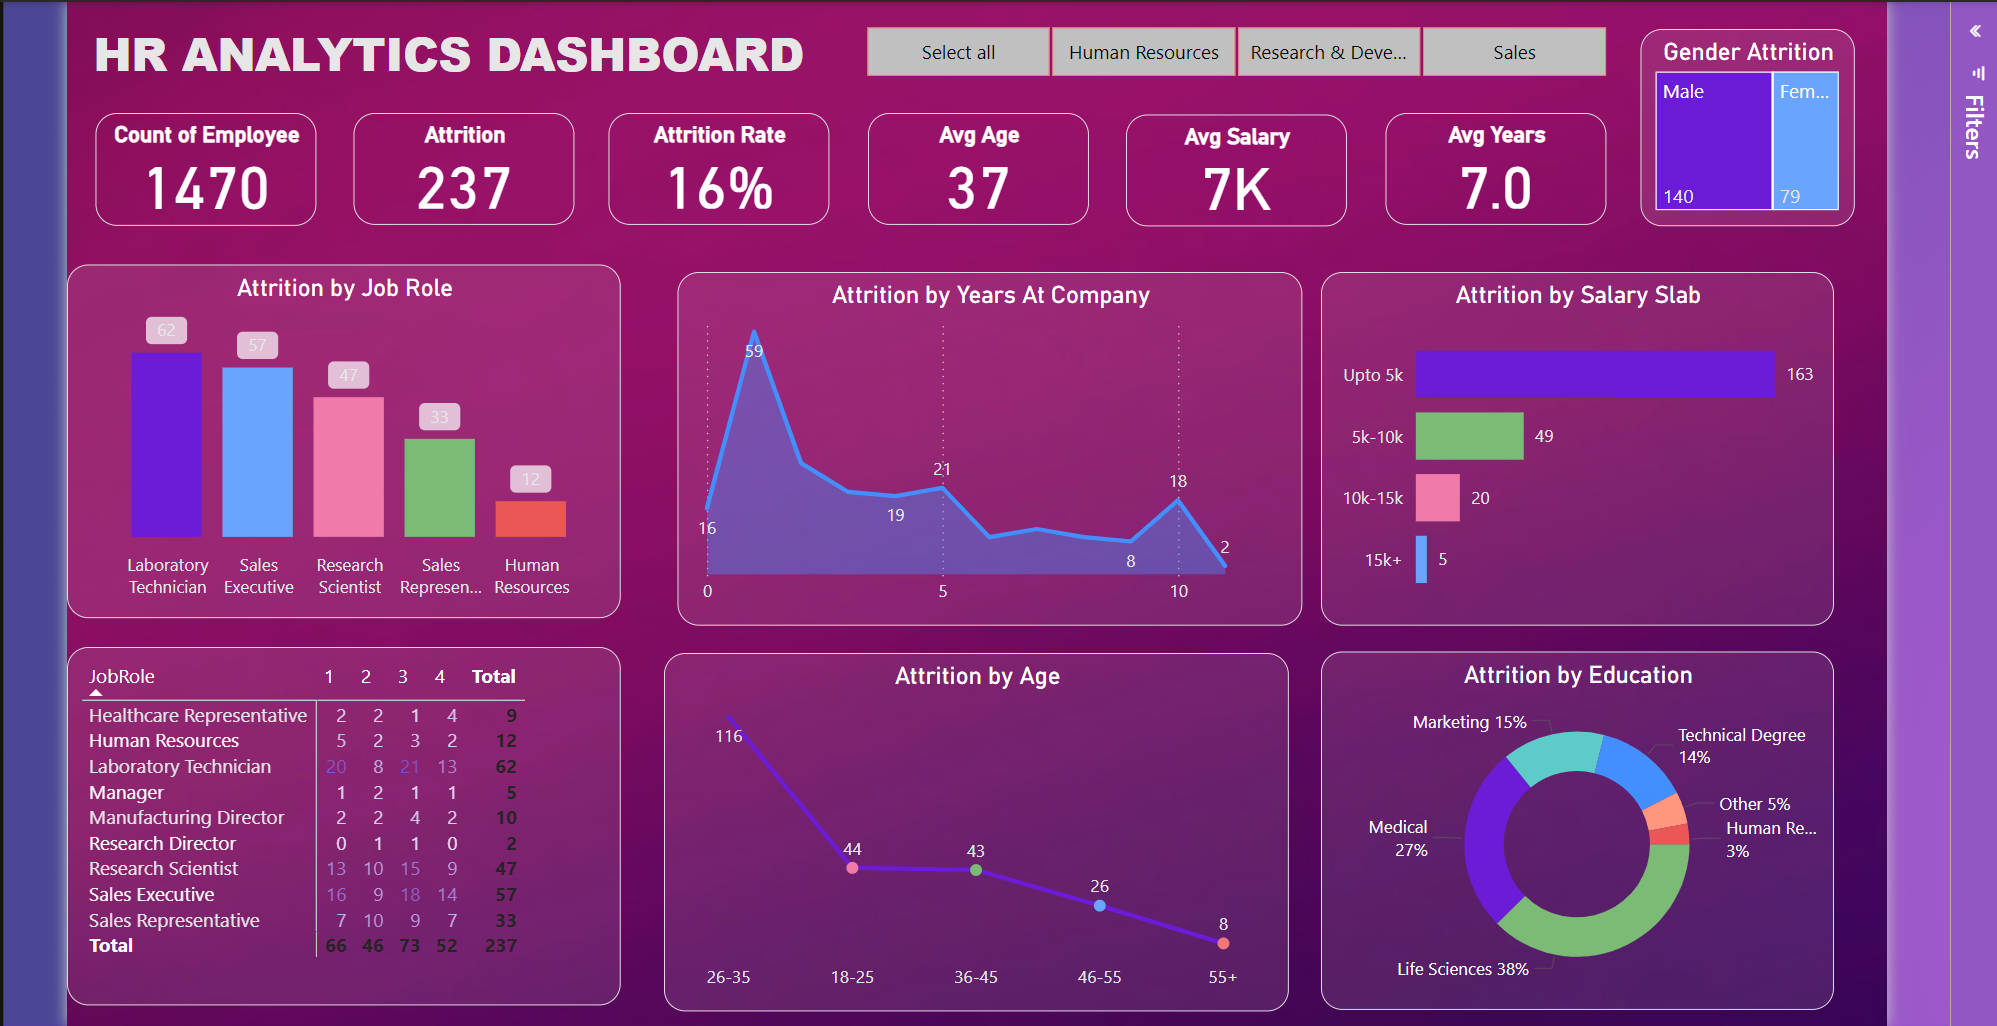 HR ANALYTICS DASHBOARD
Select all
Human Resources
Research & Deve...
Sales
Gender Attrition
Male
Fem...
140
79
Filters
Count of Employee
1470
Attrition
237
Attrition Rate
16%
Avg Age
37
Avg Salary
7K
Avg Years
7.0
Attrition by Job Role
62
57
47
33
12
Laboratory
Technician
Sales
Executive
Research
Scientist
Sales
Represen...
Human
Resources
Attrition by Years At Company
59
16
19
21
8
18
2
0
5
10
Attrition by Salary Slab
Upto 5k 163
5k-10k 49
10k-15k 20
15k+ 5
JobRole 1 2 3 4 Total
Healthcare Representative 2 2 1 4 9
Human Resources 5 2 3 2 12
Laboratory Technician 20 8 21 13 62
Manager 1 2 1 1 5
Manufacturing Director 2 2 4 2 10
Research Director 0 1 1 0 2
Research Scientist 13 10 15 9 47
Sales Executive 16 9 18 14 57
Sales Representative 7 10 9 7 33
Total 66 46 73 52 237
Attrition by Age
116
44
43
26
8
26-35
18-25
36-45
46-55
55+
Attrition by Education
Marketing 15%
Technical Degree
14%
Other 5%
Human Re...
3%
Medical
27%
Life Sciences 38%